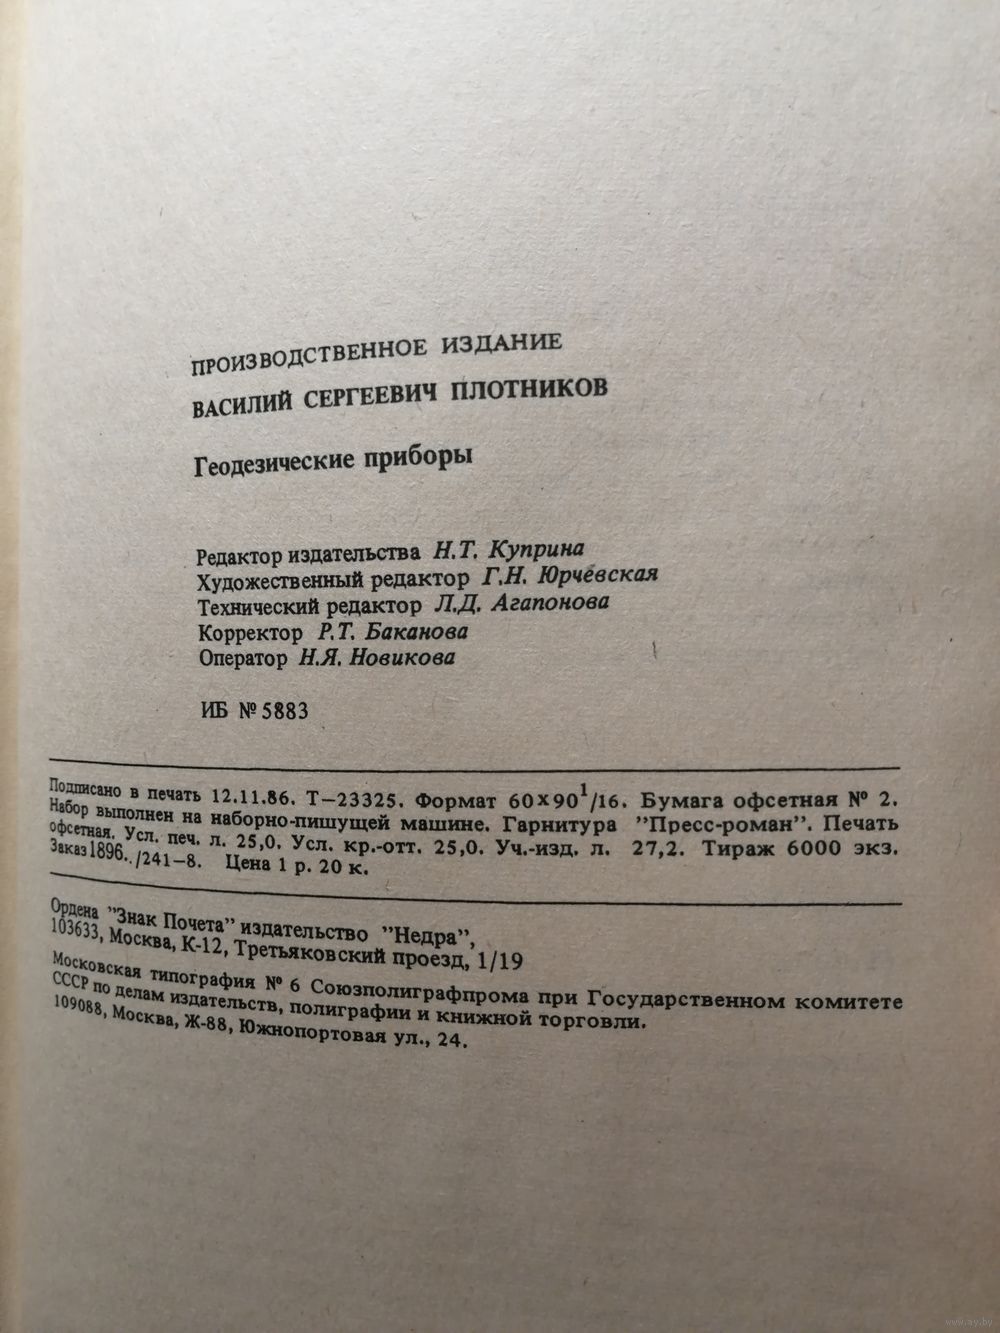 ПРОИЗВОДСТВЕННОЕ ИЗДАНИЕ
ВАСИЛИЙ СЕРГЕЕВИЧ ПЛОТНИКОВ
Геодезические приборы
Редактор издательства Н.Т. Куприна
Художественный редактор Г.Н. Юрчевская
Технический редактор Л.Д. Агапонова
Корректор Р.Т. Баканова
Оператор Н.Я. Новикова
ИБ № 5883
Подписано в печать 12.11.86. Т—23325. Формат 60х90¹/16. Бумага офсетная № 2.
Набор выполнен на наборно-пишущей машине. Гарнитура "Пресс-роман". Печать
офсетная. Усл. печ. л. 25,0. Усл. кр.-отт. 25,0. Уч.-изд. л. 27,2. Тираж 6000 экз.
Заказ 1896../241—8. Цена 1 р. 20 к.
Ордена "Знак Почета" издательство "Недра",
103633, Москва, К-12, Третьяковский проезд, 1/19
Московская типография № 6 Союзполиграфпрома при Государственном комитете
СССР по делам издательств, полиграфии и книжной торговли.
109088, Москва, Ж-88, Южнопортовая ул., 24.
www.ay.by